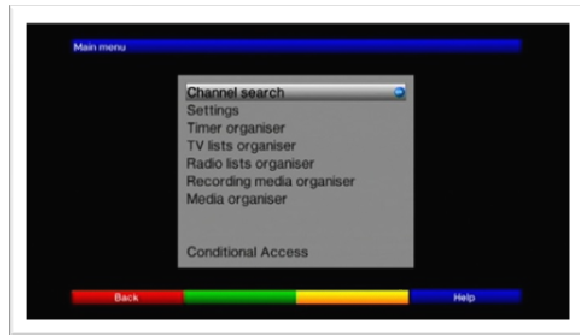 Main menu
Channel search
Settings
Timer organiser
TV lists organiser
Radio lists organiser
Recording media organiser
Media organiser
Conditional Access
Back
Help